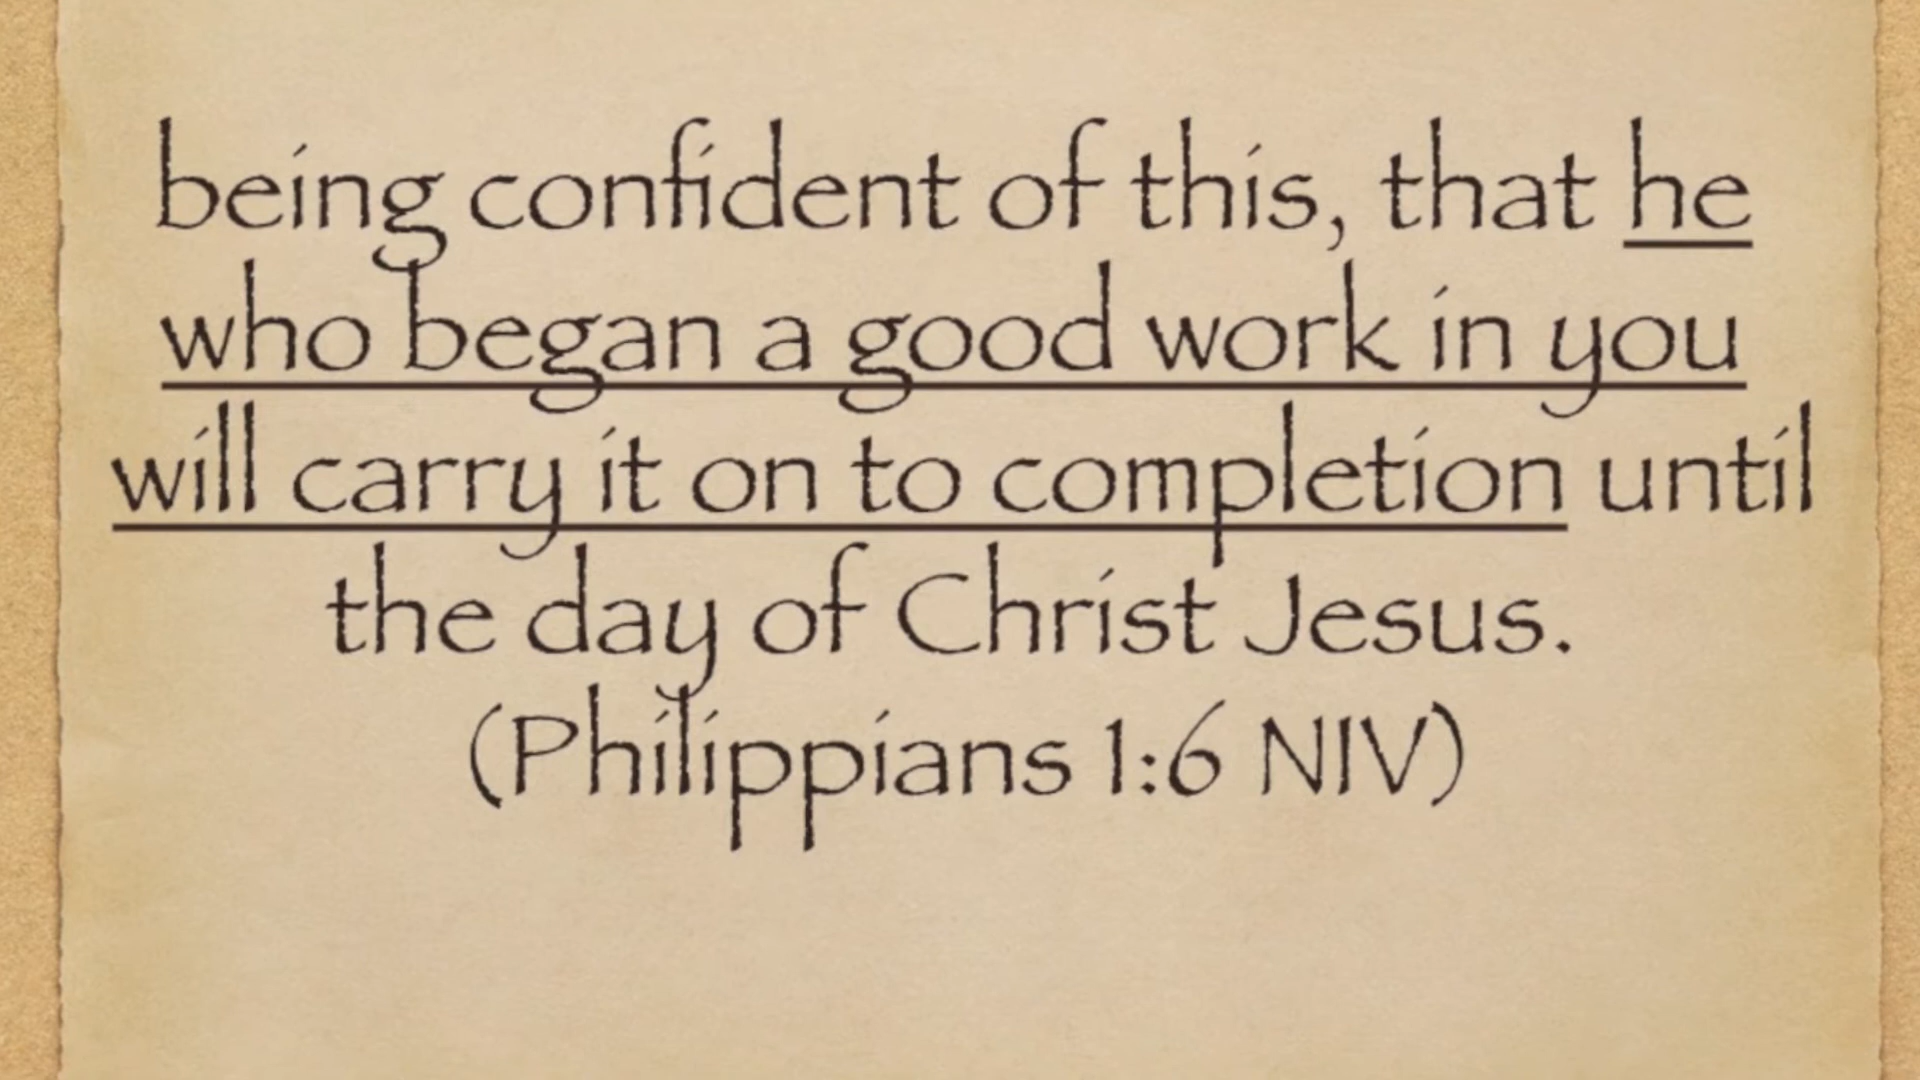 being confident of this, that he
who began a good work in you
will carry it on to completion until
the day of Christ Jesus.
(Philippians 1:6 NIV)